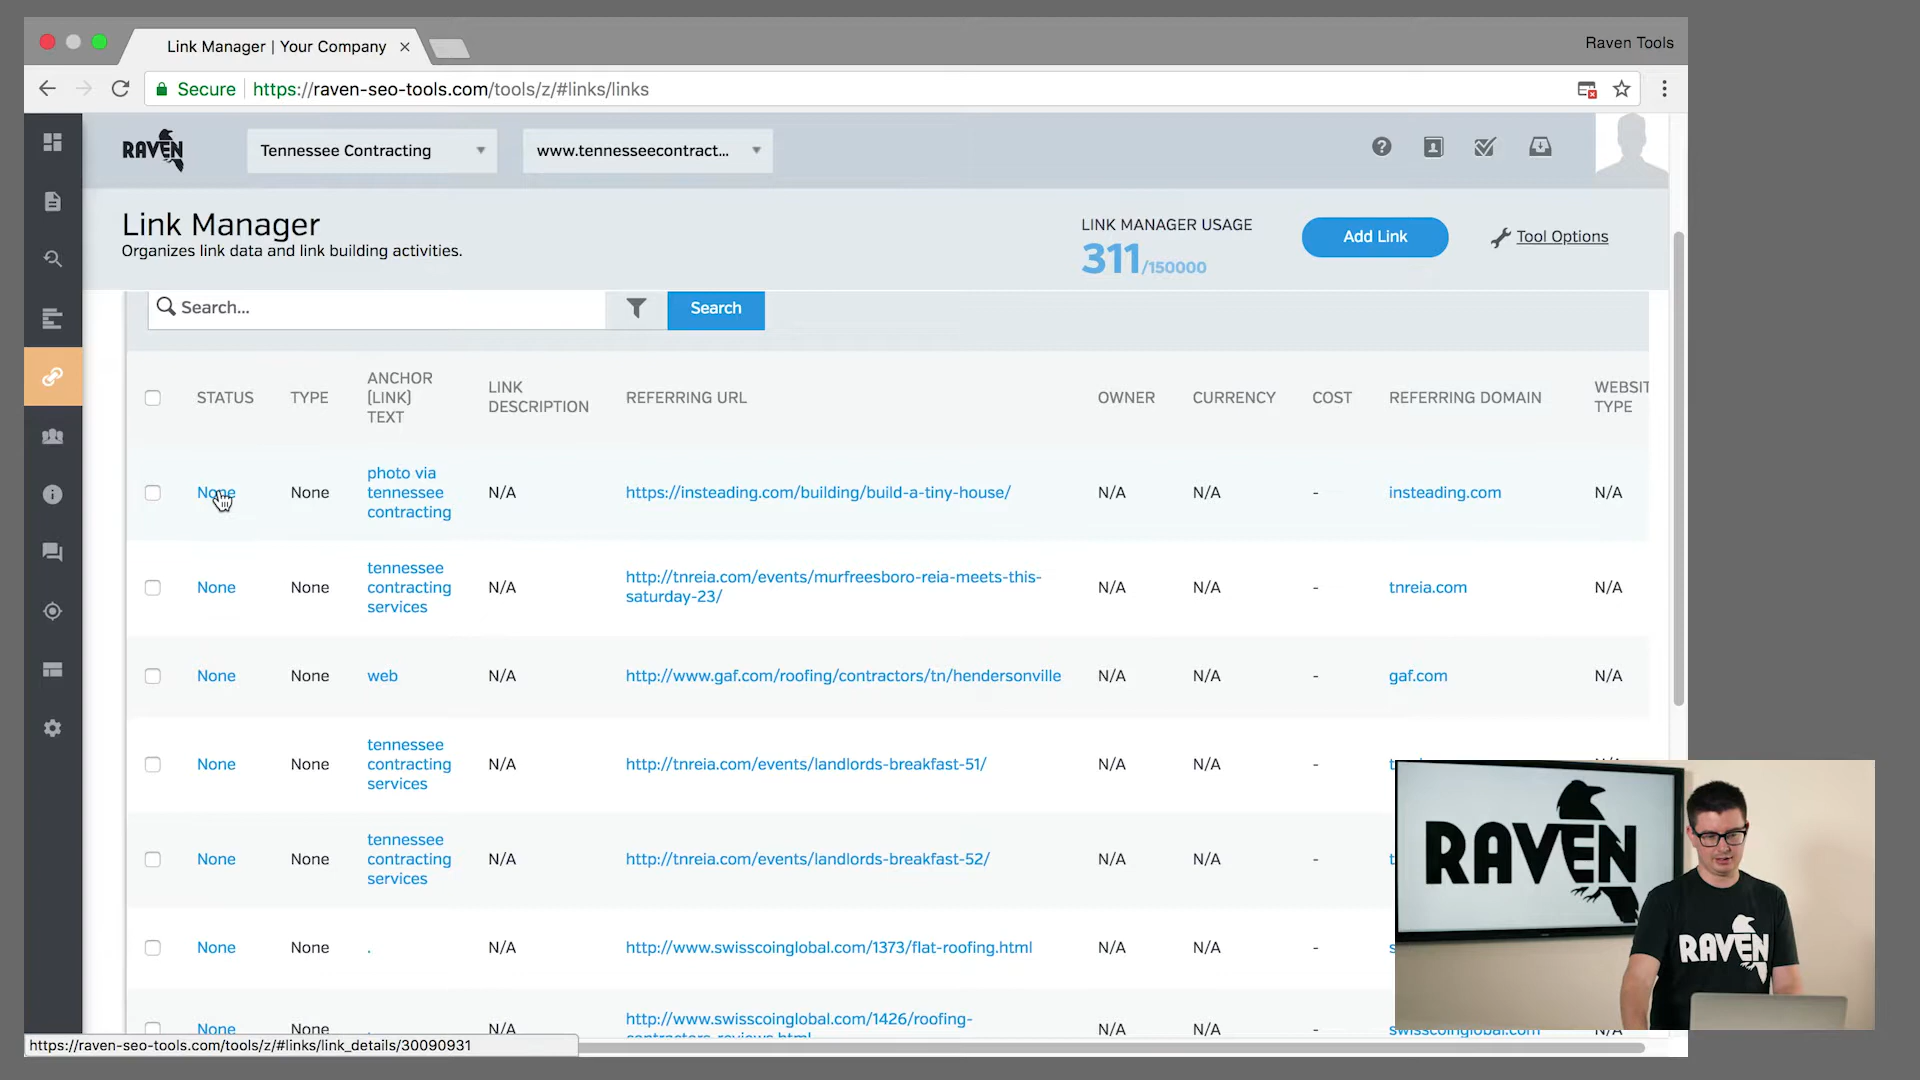 Link Manager | Your Company
Raven Tools
Secure https://raven-seo-tools.com/tools/z/#links/links
RAVEN
Tennessee Contracting
www.tennesseecontract...
Link Manager
Organizes link data and link building activities.
LINK MANAGER USAGE
311/150000
Add Link
Tool Options
Search...
Search
STATUS
TYPE
ANCHOR
(LINK)
TEXT
LINK
DESCRIPTION
REFERRING URL
OWNER
CURRENCY
COST
REFERRING DOMAIN
WEBSIT
TYPE
None
None
photo via
tennessee
contracting
N/A
https://insteading.com/building/build-a-tiny-house/
N/A
N/A
-
insteading.com
N/A
None
None
tennessee
contracting
services
N/A
http://tnreia.com/events/murfreesboro-reia-meets-this-
saturday-23/
N/A
N/A
-
tnreia.com
N/A
None
None
web
N/A
http://www.gaf.com/roofing/contractors/tn/hendersonville
N/A
N/A
-
gaf.com
N/A
None
None
tennessee
contracting
services
N/A
http://tnreia.com/events/landlords-breakfast-51/
N/A
N/A
-
None
None
tennessee
contracting
services
N/A
http://tnreia.com/events/landlords-breakfast-52/
N/A
N/A
-
None
None
.
N/A
http://www.swisscoinglobal.com/1373/flat-roofing.html
N/A
N/A
-
None
None
.
N/A
http://www.swisscoinglobal.com/1426/roofing-
contractors-reviews.html
N/A
N/A
-
swisscoinglobal.com
N/A
https://raven-seo-tools.com/tools/z/#links/link_details/30090931
RAVEN
RAVEN